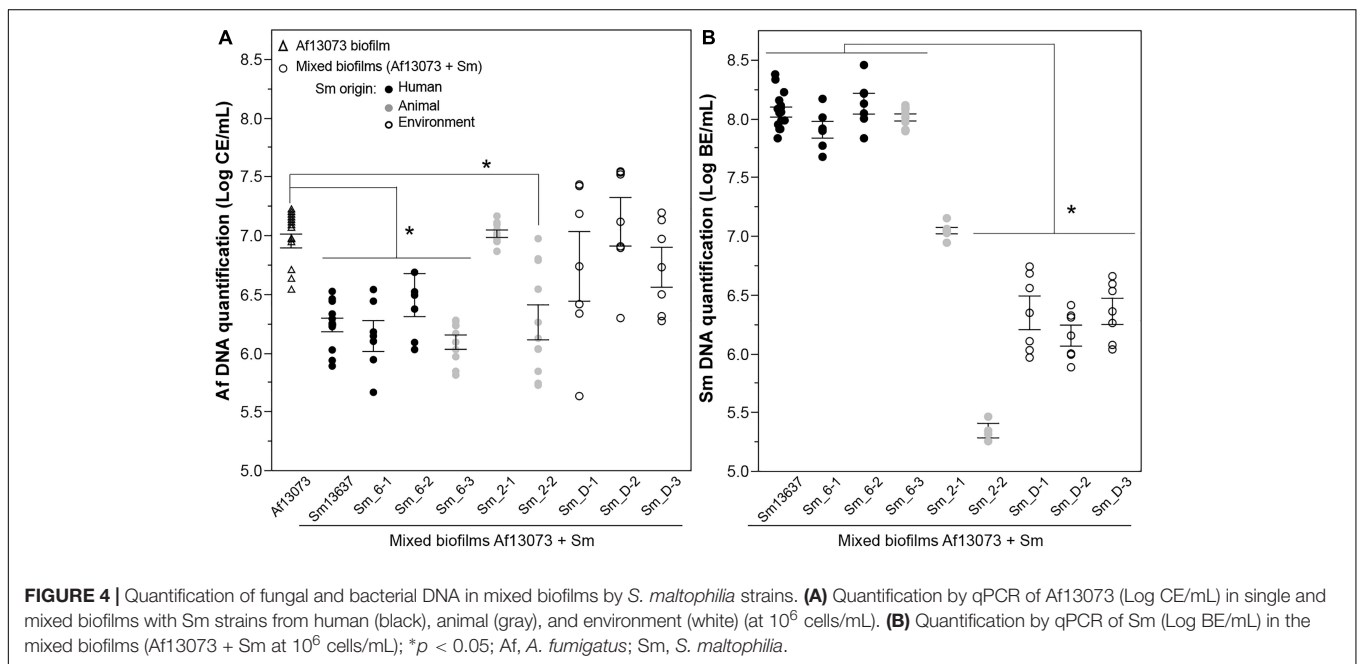 A
△ Af13073 biofilm
○ Mixed biofilms (Af13073 + Sm)
Sm origin: ● Human
● Animal
○ Environment
Af DNA quantification (Log CE/mL)
8.5
8.0
7.5
7.0
6.5
6.0
5.5
5.0
*
*
Af13073
Sm13637
Sm_6-1
Sm_6-2
Sm_6-3
Sm_2-1
Sm_2-2
Sm_D-1
Sm_D-2
Sm_D-3
Mixed biofilms Af13073 + Sm
B
Sm DNA quantification (Log BE/mL)
8.5
8.0
7.5
7.0
6.5
6.0
5.5
5.0
*
Sm13637
Sm_6-1
Sm_6-2
Sm_6-3
Sm_2-1
Sm_2-2
Sm_D-1
Sm_D-2
Sm_D-3
Mixed biofilms Af13073 + Sm
FIGURE 4 | Quantification of fungal and bacterial DNA in mixed biofilms by S. maltophilia strains. (A) Quantification by qPCR of Af13073 (Log CE/mL) in single and
mixed biofilms with Sm strains from human (black), animal (gray), and environment (white) (at 10⁶ cells/mL). (B) Quantification by qPCR of Sm (Log BE/mL) in the
mixed biofilms (Af13073 + Sm at 10⁶ cells/mL); *p < 0.05; Af, A. fumigatus; Sm, S. maltophilia.